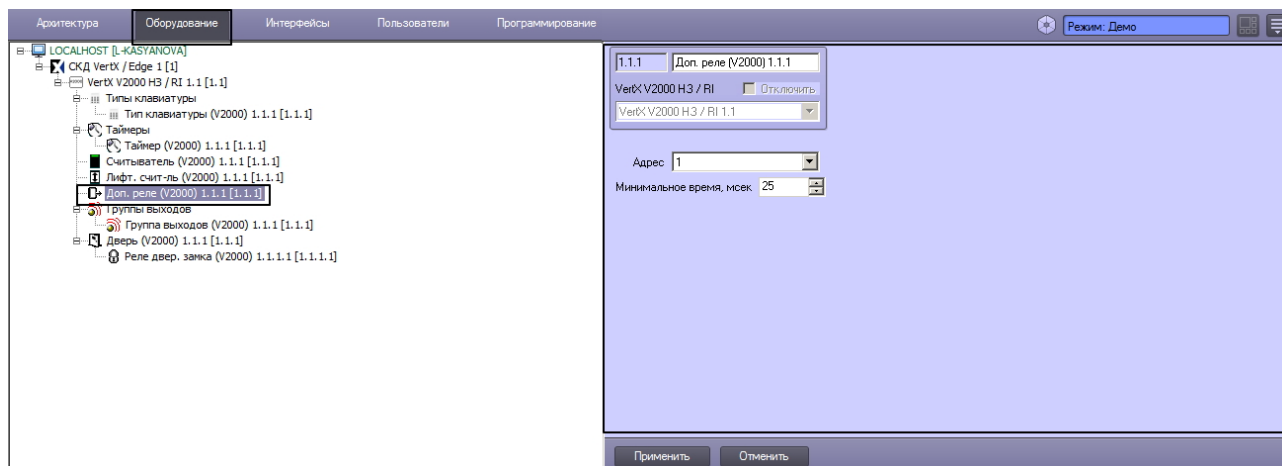 Архитектура Оборудование Интерфейсы Пользователи Программирование Режим: Демо
LOCALHOST [L-KASYANOVA]
СКД VertX / Edge 1 [1]
VertX V2000 H3 / RI 1.1 [1.1]
Типы клавиатуры
Тип клавиатуры (V2000) 1.1.1 [1.1.1]
Таймеры
Таймер (V2000) 1.1.1 [1.1.1]
Считыватель (V2000) 1.1.1 [1.1.1]
Лифт. счит-ль (V2000) 1.1.1 [1.1.1]
Доп. реле (V2000) 1.1.1 [1.1.1]
Группы выходов
Группа выходов (V2000) 1.1.1 [1.1.1]
Дверь (V2000) 1.1.1 [1.1.1]
Реле двер. замка (V2000) 1.1.1.1 [1.1.1.1]
1.1.1 Доп. реле (V2000) 1.1.1
VertX V2000 H3 / RI Отключить
VertX V2000 H3 / RI 1.1
Адрес 1
Минимальное время, мсек 25
Применить Отменить